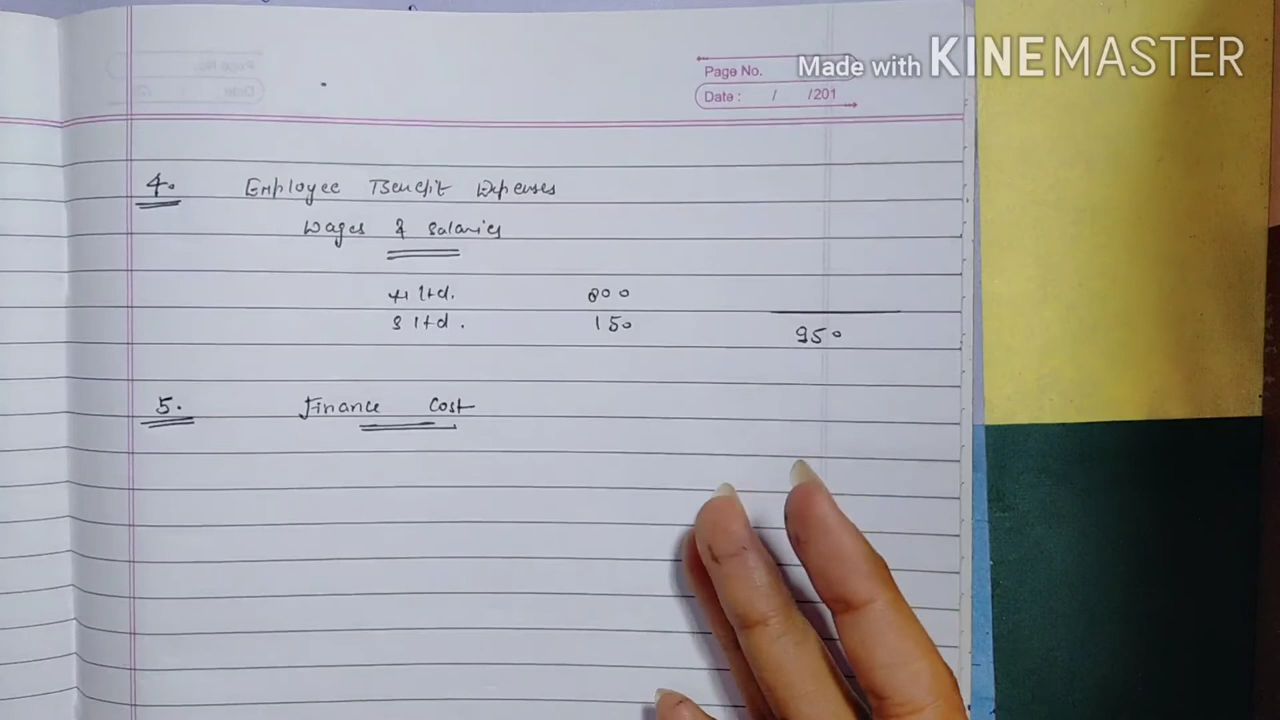 Page No.
Made with KINEMASTER
Date : / /201
4. Employee Benefit Expenses
Wages & Salaries
H ltd. 800
S ltd. 150
950
5. Finance Cost